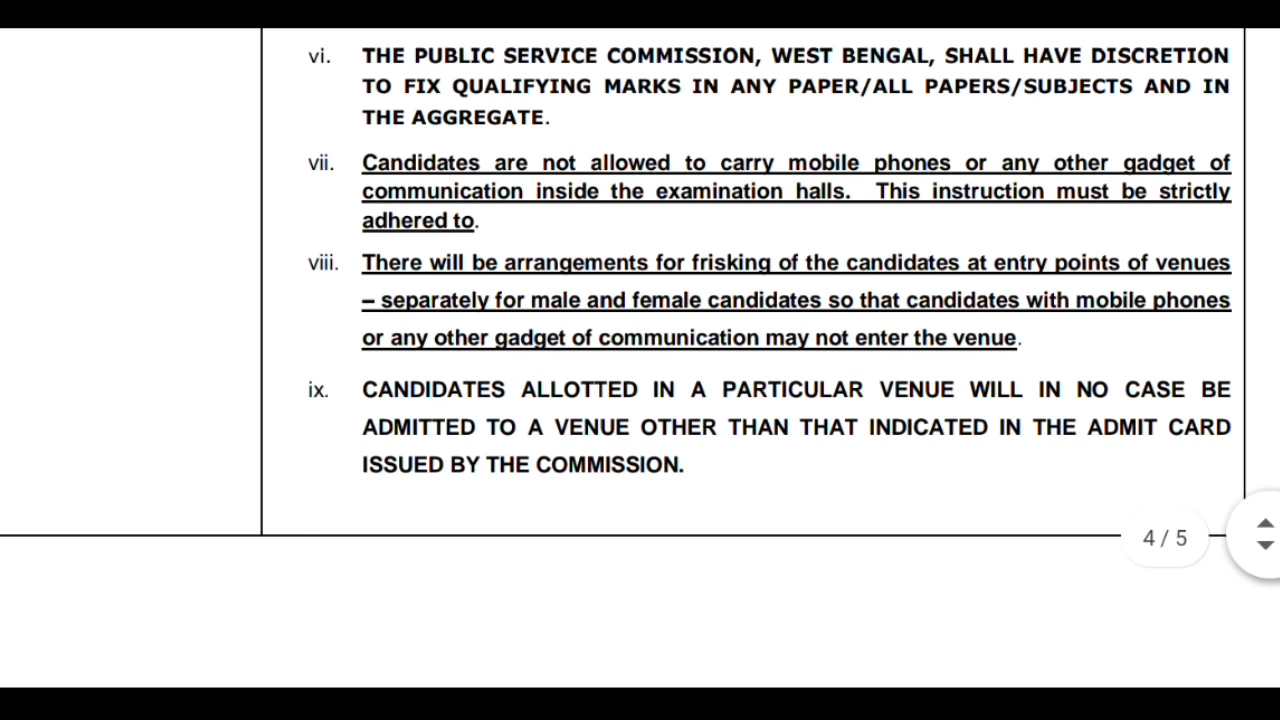 vi. THE PUBLIC SERVICE COMMISSION, WEST BENGAL, SHALL HAVE DISCRETION
TO FIX QUALIFYING MARKS IN ANY PAPER/ALL PAPERS/SUBJECTS AND IN
THE AGGREGATE.
vii. Candidates are not allowed to carry mobile phones or any other gadget of
communication inside the examination halls. This instruction must be strictly
adhered to.
viii. There will be arrangements for frisking of the candidates at entry points of venues
– separately for male and female candidates so that candidates with mobile phones
or any other gadget of communication may not enter the venue.
ix. CANDIDATES ALLOTTED IN A PARTICULAR VENUE WILL IN NO CASE BE
ADMITTED TO A VENUE OTHER THAN THAT INDICATED IN THE ADMIT CARD
ISSUED BY THE COMMISSION.
4 / 5